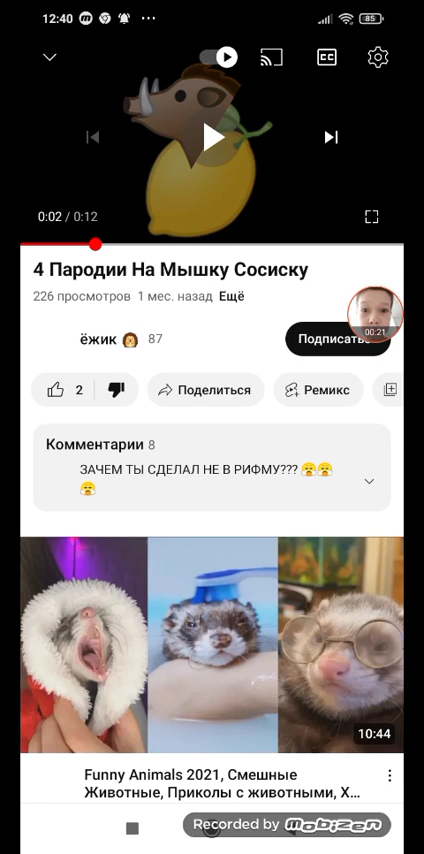 12:40
85
CC
0:02 / 0:12
4 Пародии На Мышку Сосиску
226 просмотров 1 мес. назад Ещё
00:21
ёжик 87
Подписаться
2
Поделиться
Ремикс
Комментарии 8
ЗАЧЕМ ТЫ СДЕЛАЛ НЕ В РИФМУ??? 😤😤
😤
10:44
Funny Animals 2021, Смешные
Животные, Приколы с животными, Х...
Recorded by mobizen